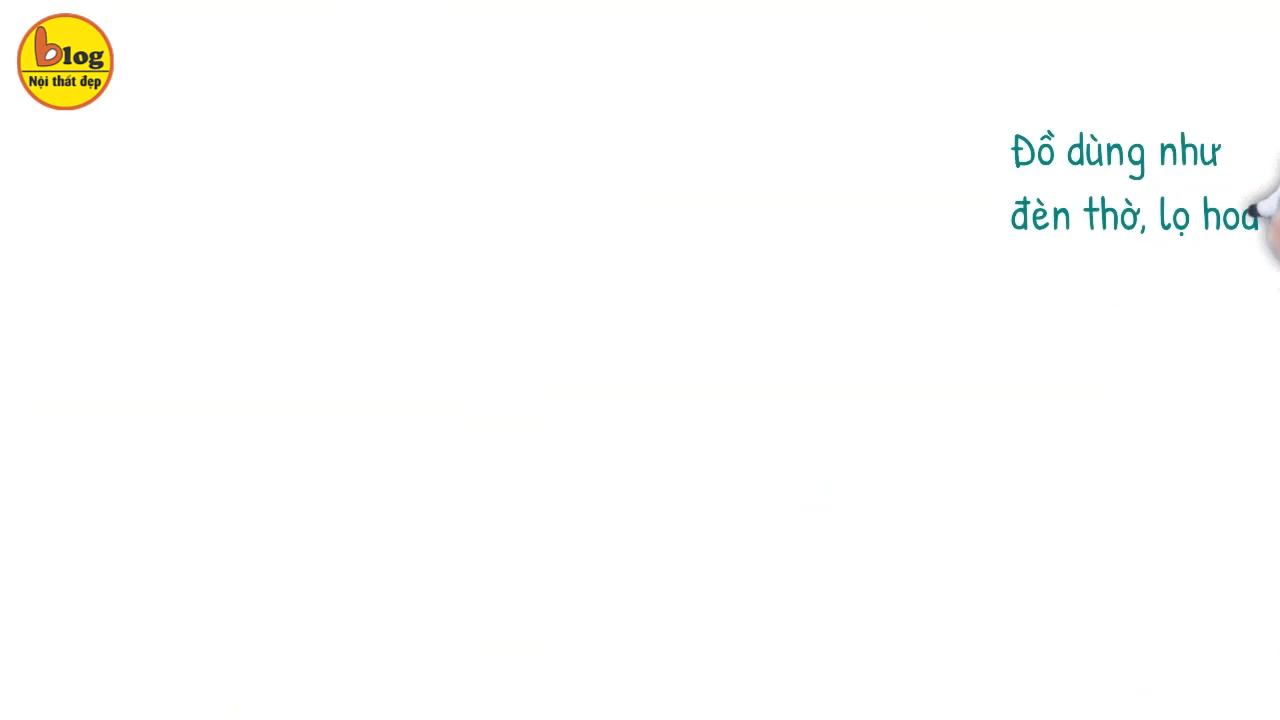 blog
Nội thất đẹp
Đồ dùng như
đèn thờ, lọ hoa